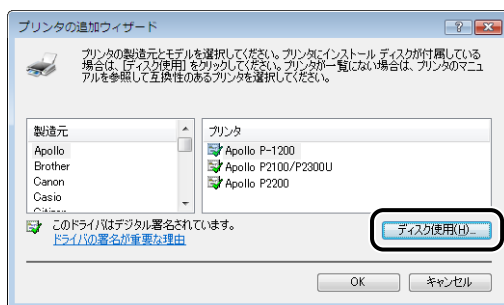 プリンタの追加ウィザード
プリンタの製造元とモデルを選択してください。プリンタにインストール ディスクが付属している
場合は、[ディスク使用] をクリックしてください。プリンタが一覧にない場合は、プリンタのマニュ
アルを参照して互換性のあるプリンタを選択してください。
製造元
Apollo
Brother
Canon
Casio
Citizen
プリンタ
Apollo P-1200
Apollo P2100/P2300U
Apollo P2200
このドライバはデジタル署名されています。
ドライバの署名が重要な理由
ディスク使用(H)...
OK
キャンセル